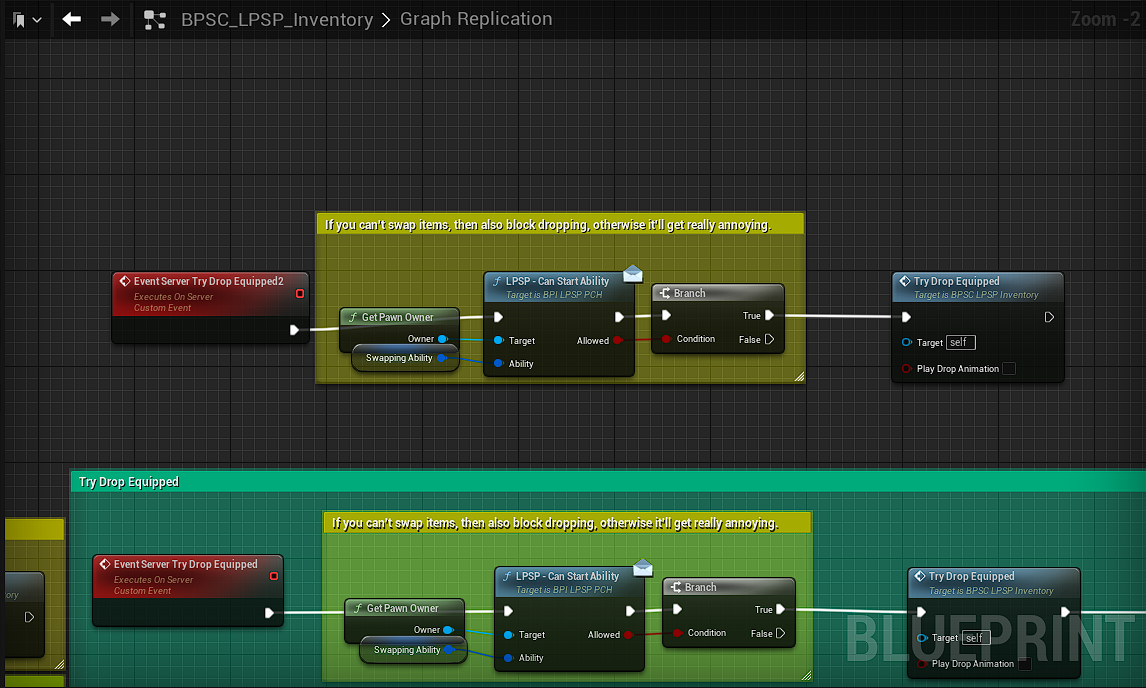 BPSC_LPSP_Inventory > Graph Replication
Zoom -2
If you can't swap items, then also block dropping, otherwise it'll get really annoying.
Event Server Try Drop Equipped2
Executes On Server
Custom Event
Get Pawn Owner
Owner
Swapping Ability
LPSP - Can Start Ability
Target is BPI LPSP PCH
Target
Allowed
Ability
Branch
True
Condition
False
Try Drop Equipped
Target is BPSC LPSP Inventory
Target self
Play Drop Animation
Try Drop Equipped
If you can't swap items, then also block dropping, otherwise it'll get really annoying.
ory
Event Server Try Drop Equipped
Executes On Server
Custom Event
Get Pawn Owner
Owner
Swapping Ability
LPSP - Can Start Ability
Target is BPI LPSP PCH
Target
Allowed
Ability
Branch
True
Condition
False
Try Drop Equipped
Target is BPSC LPSP Inventory
Target self
Play Drop Animation
BLUEPRINT